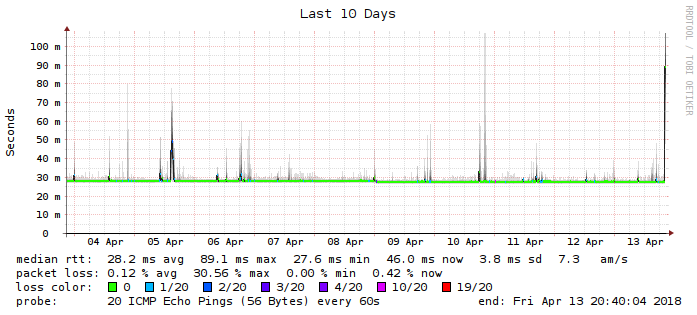 Last 10 Days
RRDTOOL / TOBI OETIKER
Seconds
100 m
90 m
80 m
70 m
60 m
50 m
40 m
30 m
20 m
10 m
0
04 Apr 05 Apr 06 Apr 07 Apr 08 Apr 09 Apr 10 Apr 11 Apr 12 Apr 13 Apr
median rtt: 28.2 ms avg 89.1 ms max 27.6 ms min 46.0 ms now 3.8 ms sd 7.3 am/s
packet loss: 0.12 % avg 30.56 % max 0.00 % min 0.42 % now
loss color: 0 1/20 2/20 3/20 4/20 10/20 19/20
probe: 20 ICMP Echo Pings (56 Bytes) every 60s end: Fri Apr 13 20:40:04 2018